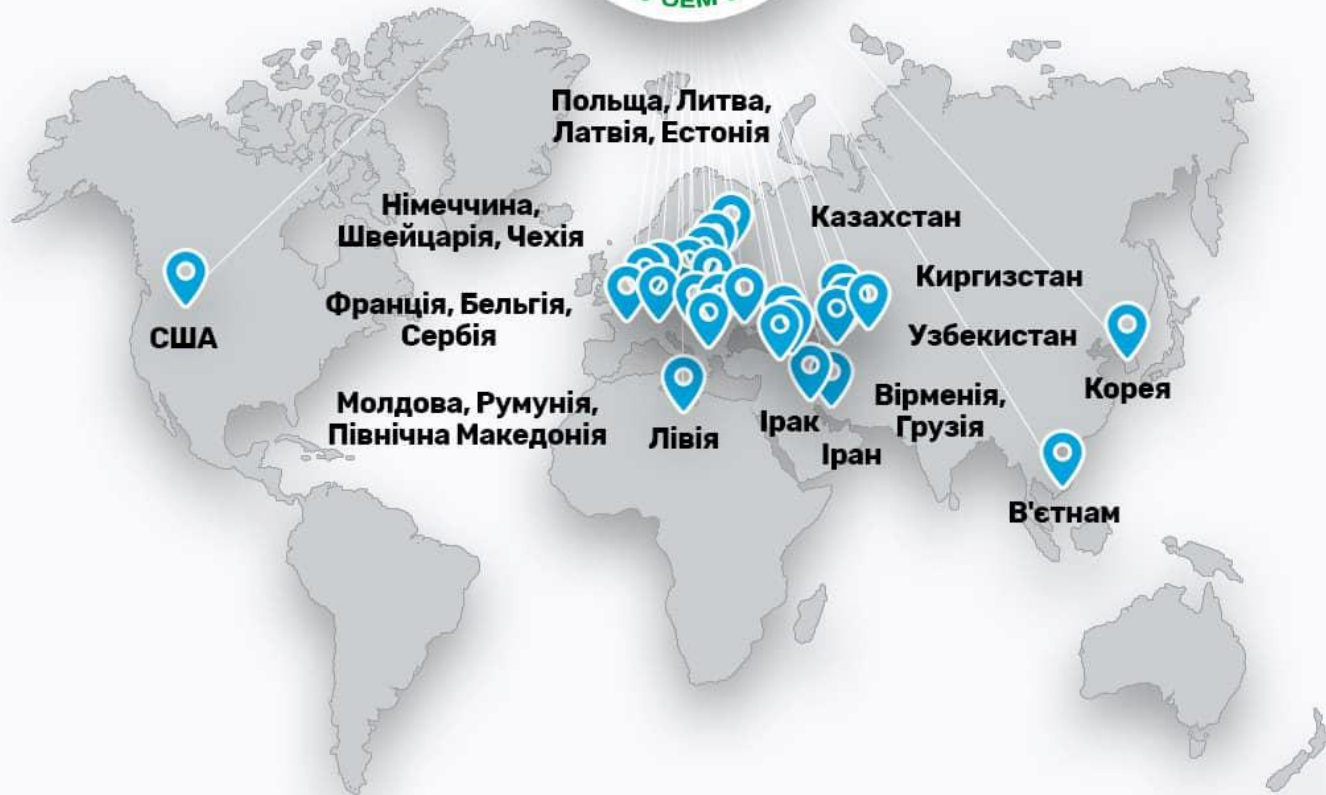 OEM
Польща, Литва,
Латвія, Естонія
Німеччина,
Швейцарія, Чехія
Казахстан
Киргизстан
Франція, Бельгія,
Сербія
США
Узбекистан
Корея
Молдова, Румунія,
Північна Македонія
Лівія
Ірак
Іран
Вірменія,
Грузія
В'єтнам